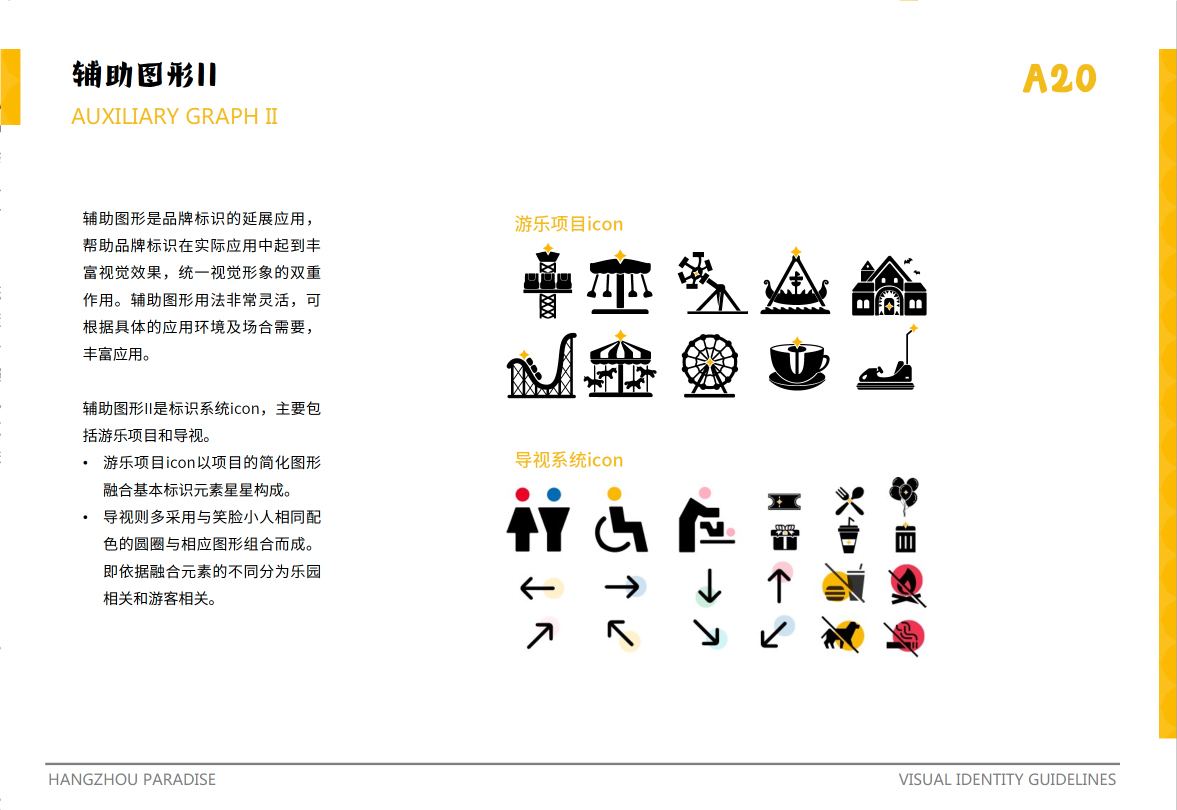 辅助图形II
AUXILIARY GRAPH II
A20
辅助图形是品牌标识的延展应用，
帮助品牌标识在实际应用中起到丰
富视觉效果，统一视觉形象的双重
作用。辅助图形用法非常灵活，可
根据具体的应用环境及场合需要，
丰富应用。
辅助图形II是标识系统icon，主要包
括游乐项目和导视。
• 游乐项目icon以项目的简化图形
融合基本标识元素星星构成。
• 导视则多采用与笑脸小人相同配
色的圆圈与相应图形组合而成。
即依据融合元素的不同分为乐园
相关和游客相关。
游乐项目icon
导视系统icon
HANGZHOU PARADISE
VISUAL IDENTITY GUIDELINES